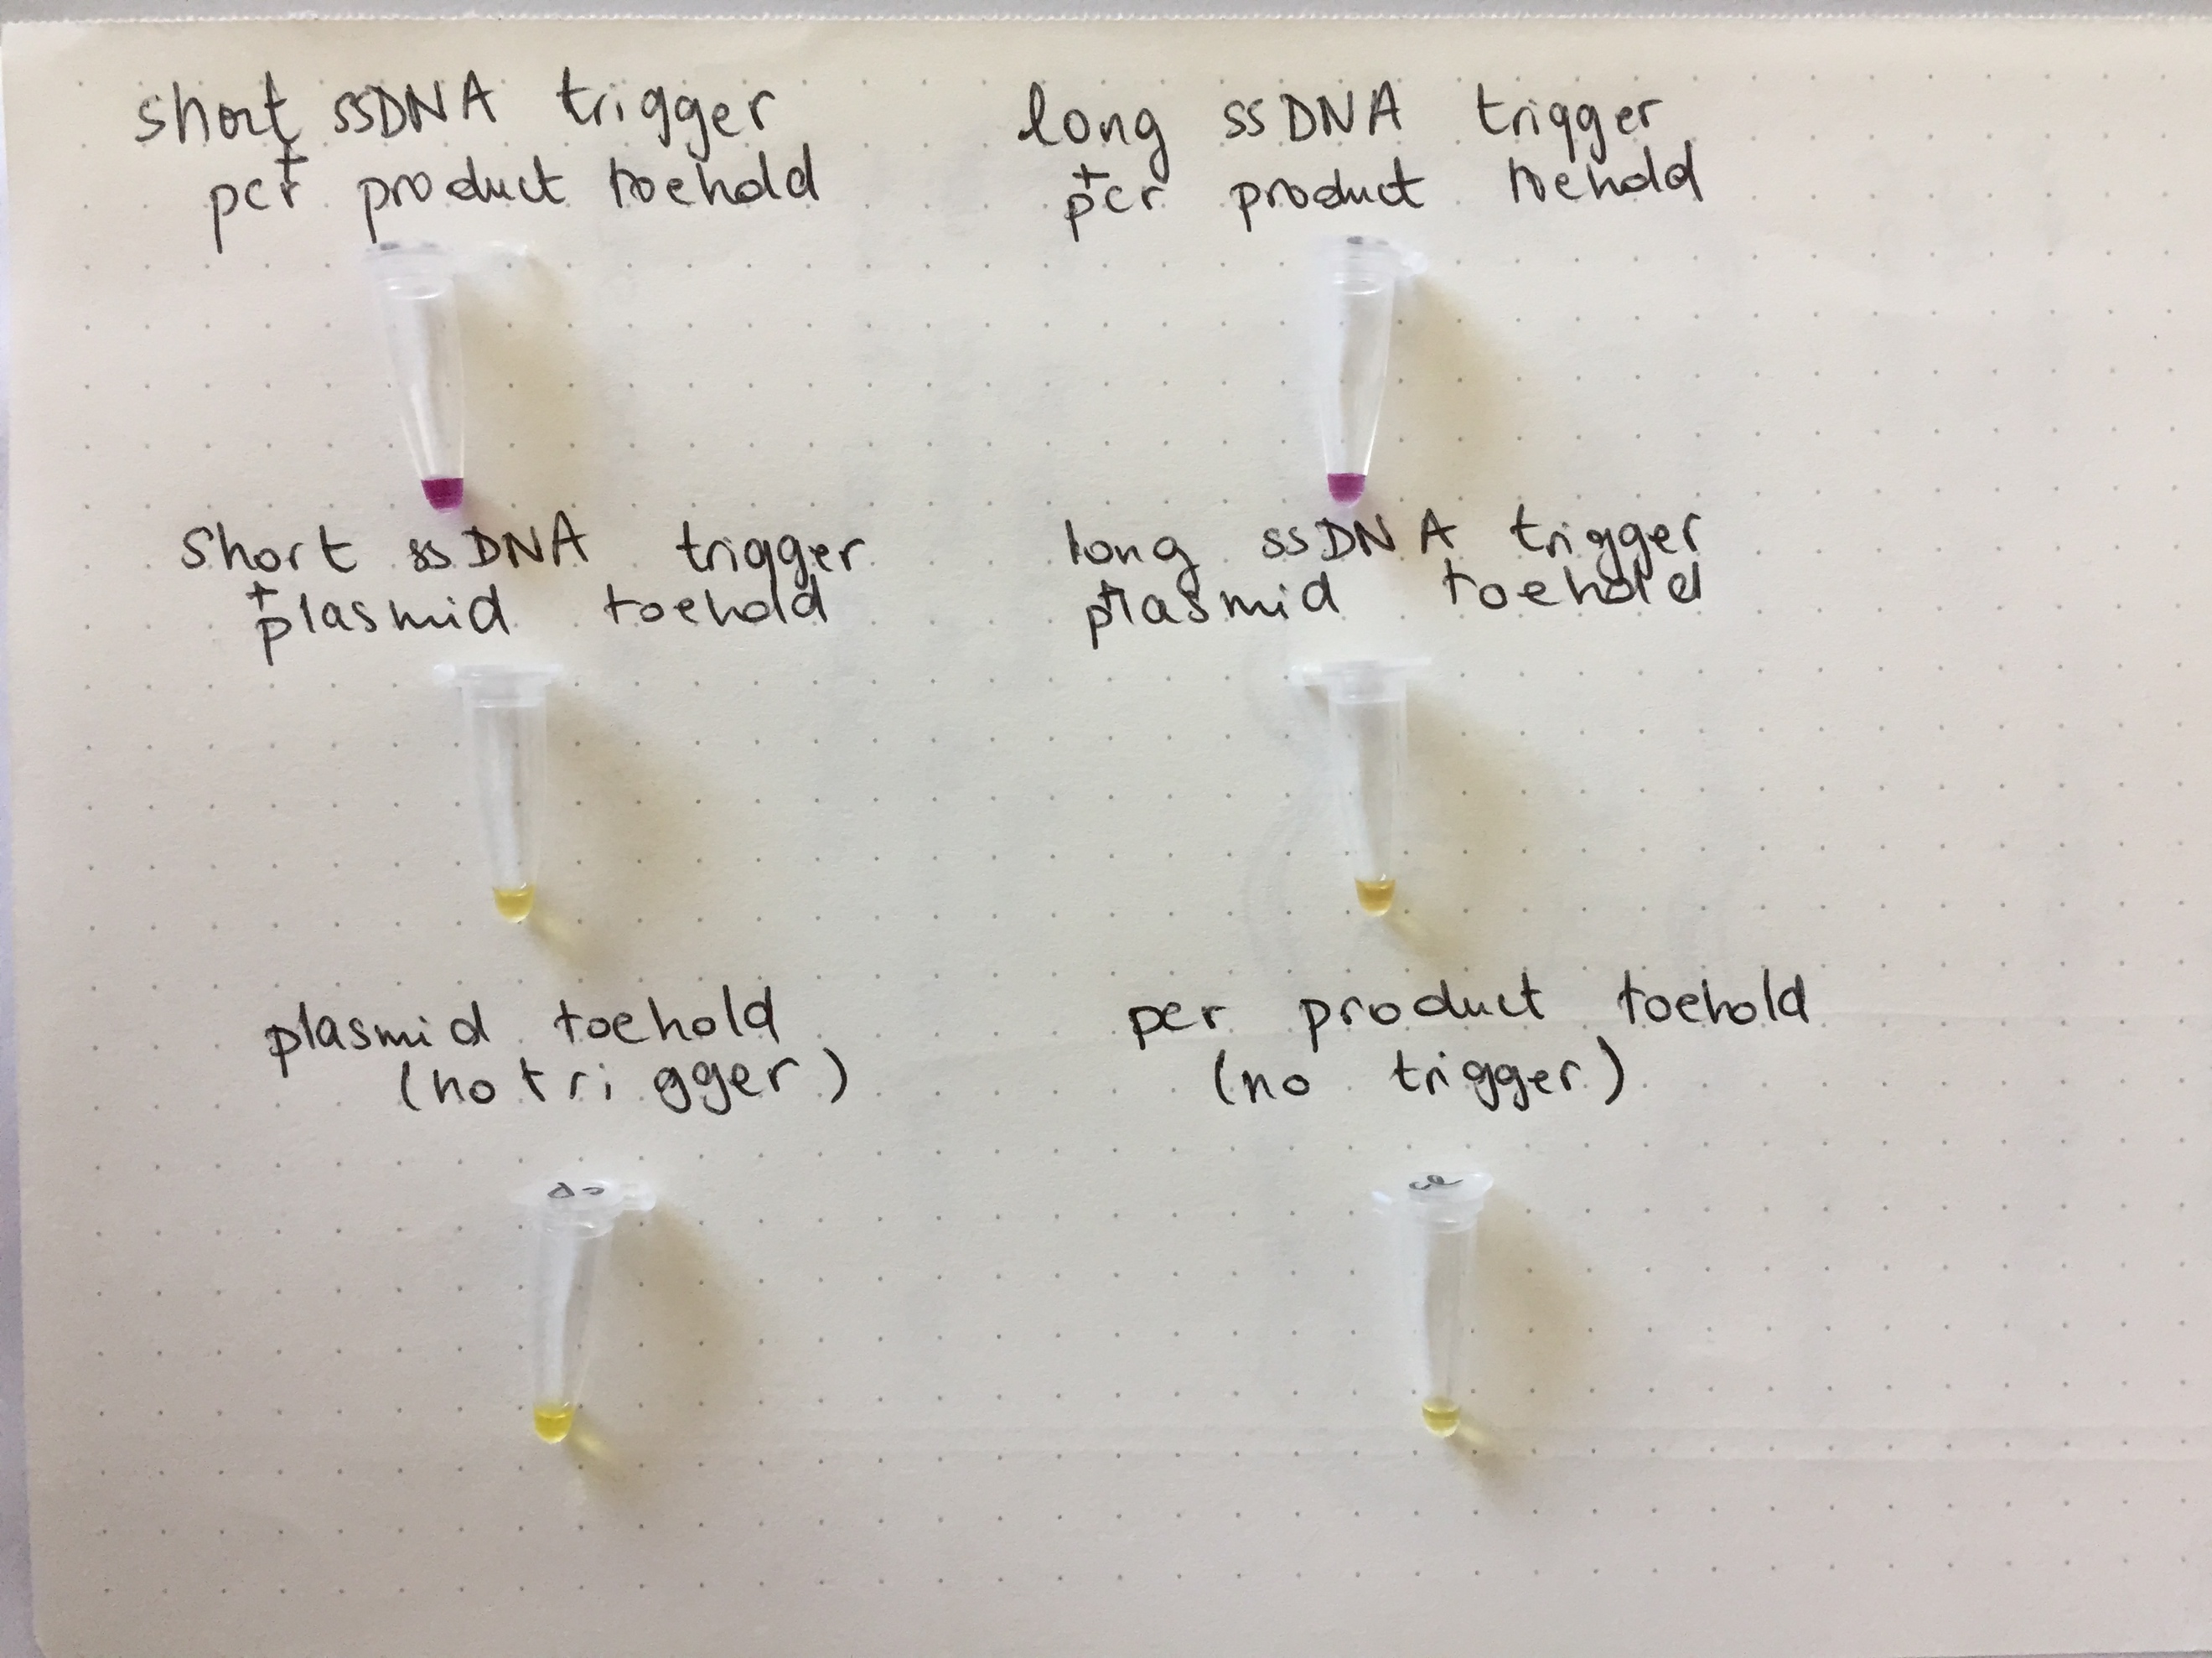 short ssDNA trigger
+
pcr product toehold
long ssDNA trigger
+
pcr product toehold
short ssDNA trigger
+
plasmid toehold
long ssDNA trigger
+
plasmid toehold
plasmid toehold
(no trigger)
pcr product toehold
(no trigger)